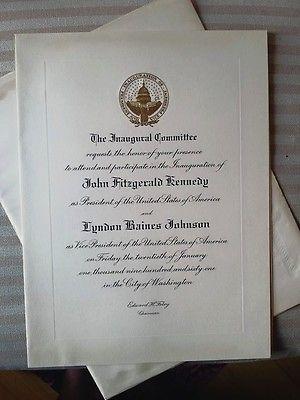 The Inaugural Committee
requests the honor of your presence
to attend and participate in the Inauguration of
John Fitzgerald Kennedy
as President of the United States of America
and
Lyndon Baines Johnson
as Vice President of the United States of America
on Friday the twentieth of January
one thousand nine hundred and sixty one
in the City of Washington
Edward H. Foley
Chairman